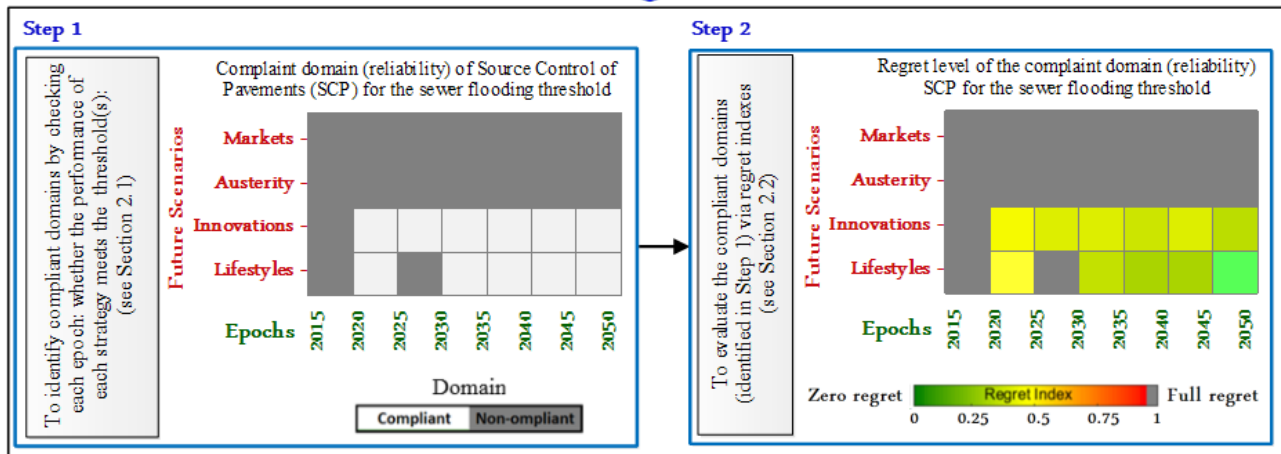 Step 1
To identify compliant domains by checking
each epoch: whether the performance of
each strategy meets the threshold(s):
(see Section 2.1)
Complaint domain (reliability) of Source Control of
Pavements (SCP) for the sewer flooding threshold
Future Scenarios
Markets
Austerity
Innovations
Lifestyles
Epochs
2015
2020
2025
2030
2035
2040
2045
2050
Domain
Compliant
Non-ompliant
Step 2
To evaluate the compliant domains
(identified in Step 1) via regret indexes
(see Section 2.2)
Regret level of the complaint domain (reliability)
SCP for the sewer flooding threshold
Future Scenarios
Markets
Austerity
Innovations
Lifestyles
Epochs
2015
2020
2025
2030
2035
2040
2045
2050
Zero regret
Regret Index
Full regret
0 0.25 0.5 0.75 1